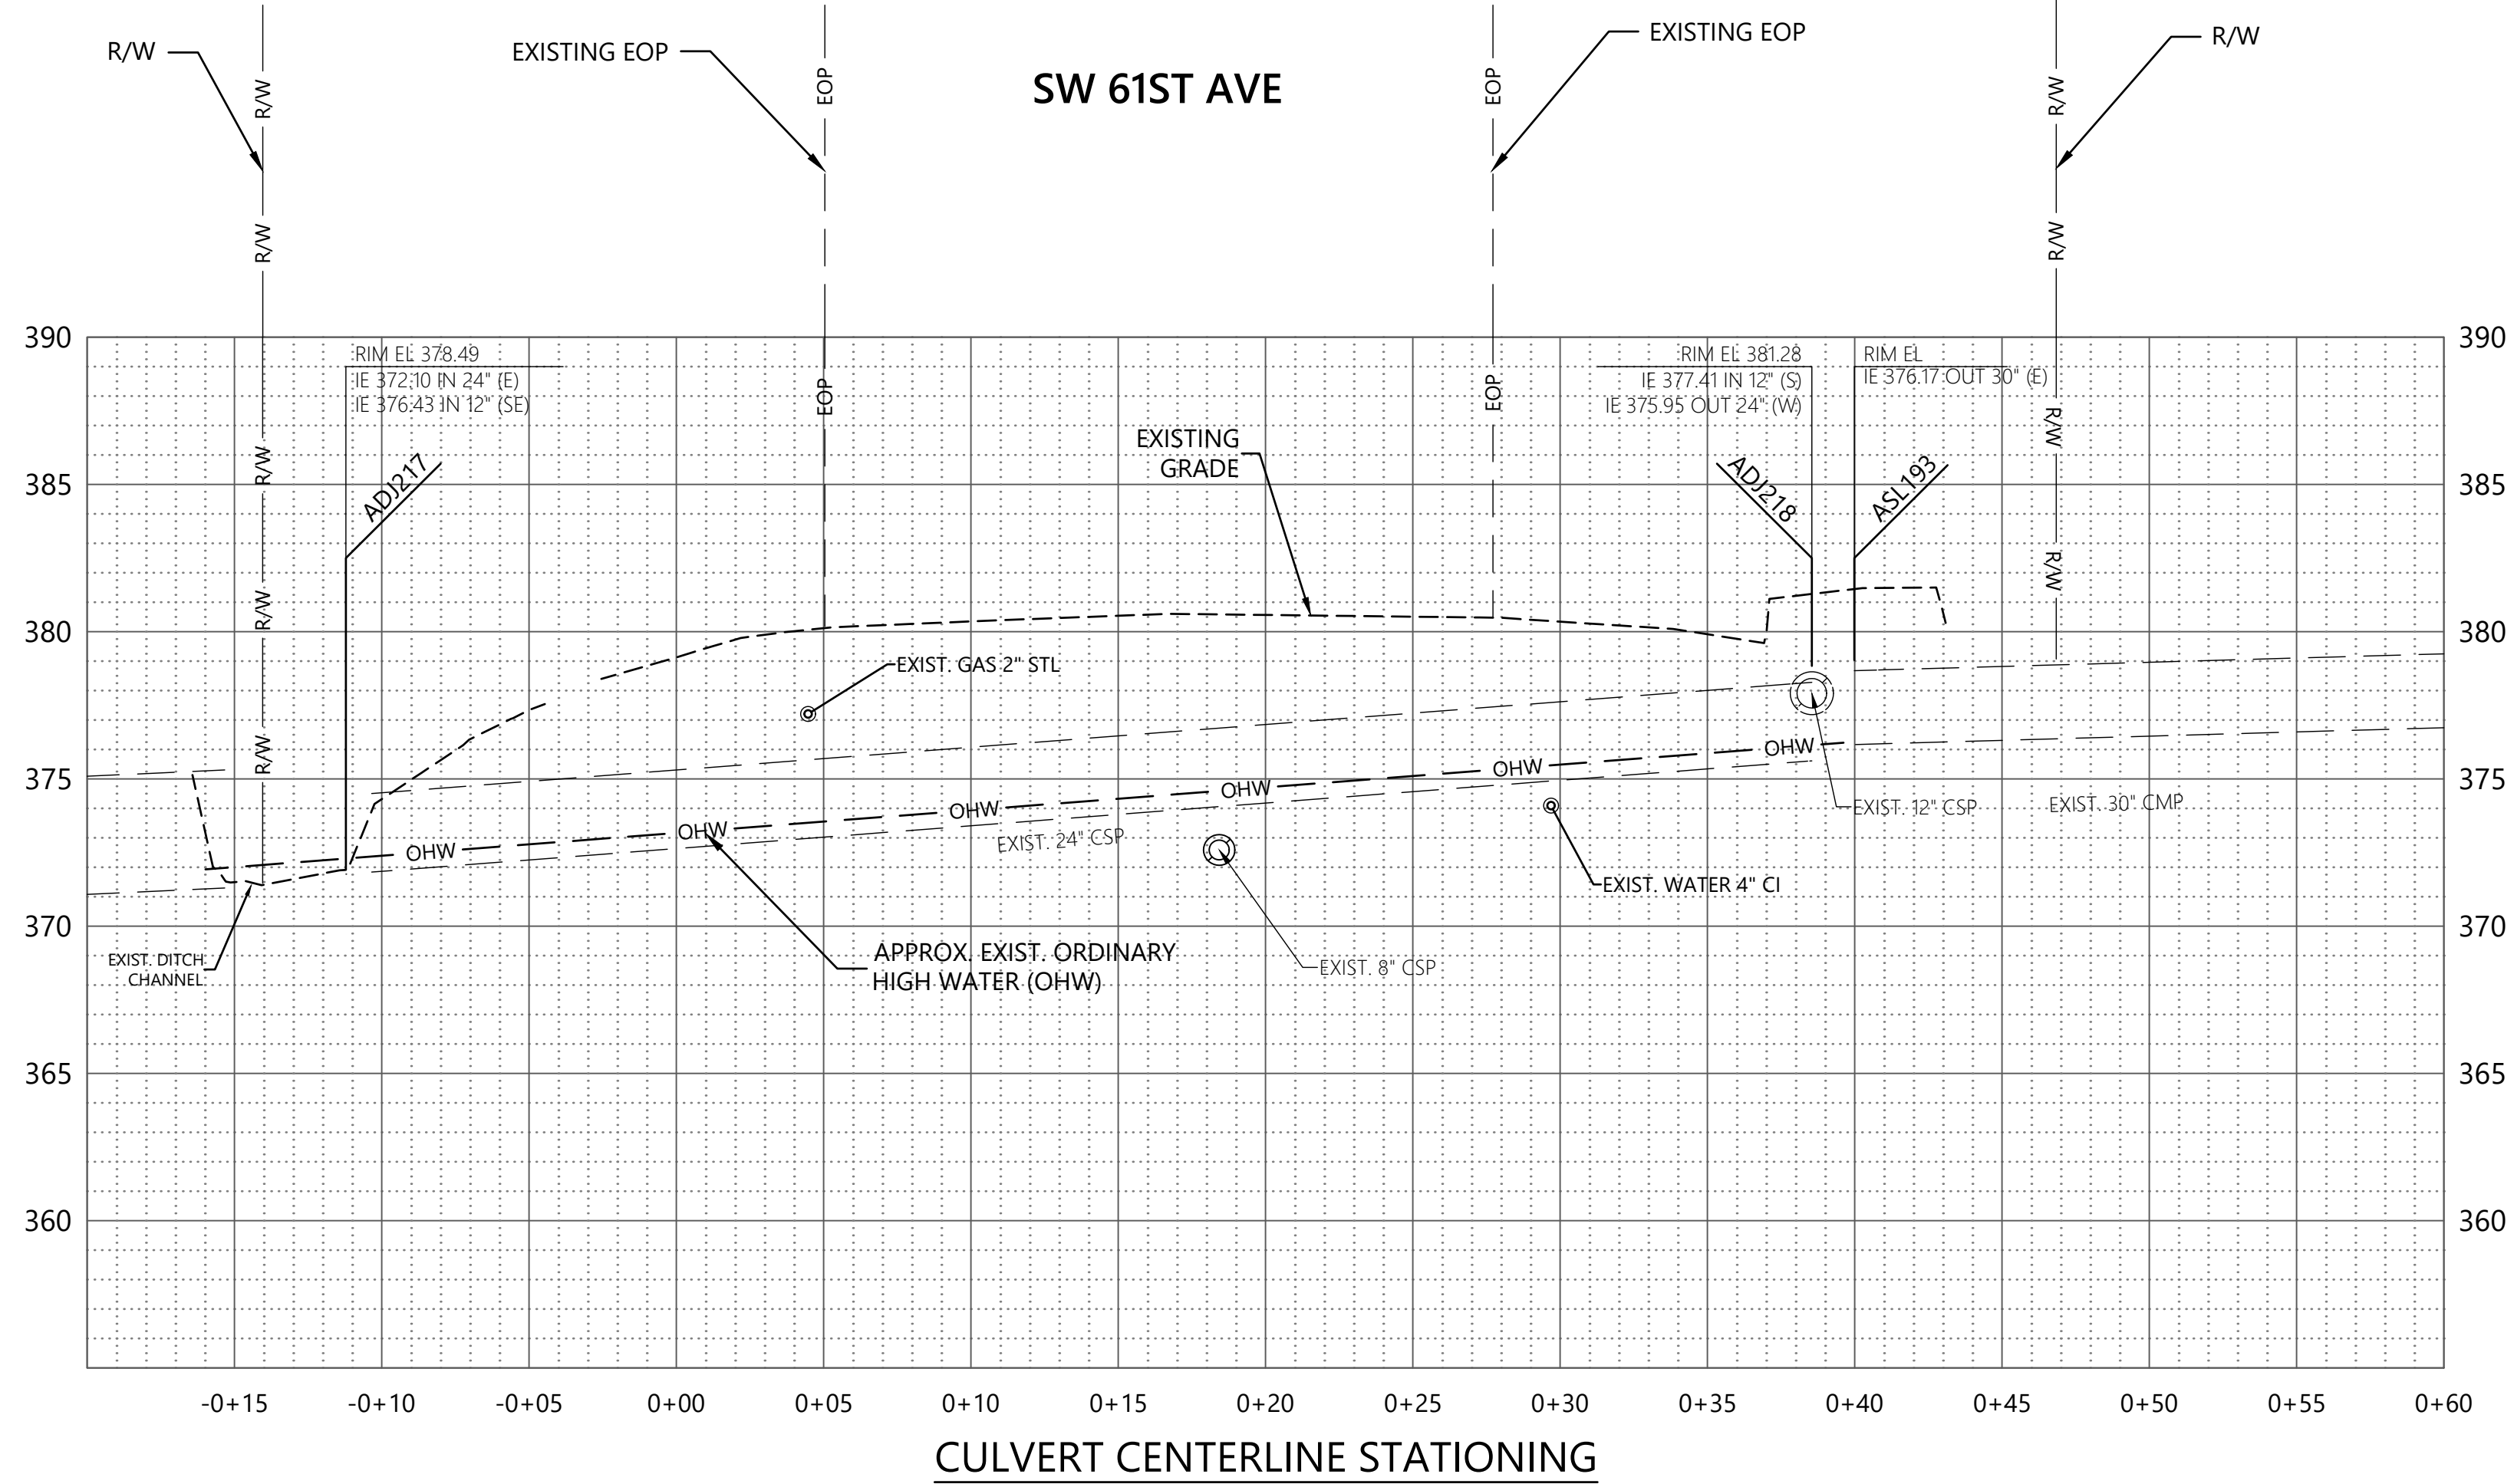 R/W
EXISTING EOP
EXISTING EOP
R/W
SW 61ST AVE
R/W
EOP
EOP
R/W
R/W
R/W
390
390
RIM EL 378.49
IE 372.10 IN 24" (E)
IE 376.43 IN 12" (SE)
RIM EL 381.28
IE 377.41 IN 12" (S)
IE 375.95 OUT 24" (W)
RIM EL
IE 376.17 OUT 30" (E)
EOP
EOP
R/W
EXISTING
GRADE
R/W
ADJ217
ADJ218
ASL193
385
385
R/W
R/W
380
380
EXIST. GAS 2" STL
R/W
375
375
OHW
OHW
OHW
OHW
OHW
OHW
EXIST. 24" CSP
EXIST. 12" CSP
EXIST. 30" CMP
EXIST. WATER 4" CI
370
370
EXIST. DITCH
CHANNEL
APPROX. EXIST. ORDINARY
HIGH WATER (OHW)
EXIST. 8" CSP
365
365
360
360
-0+15
-0+10
-0+05
0+00
0+05
0+10
0+15
0+20
0+25
0+30
0+35
0+40
0+45
0+50
0+55
0+60
CULVERT CENTERLINE STATIONING